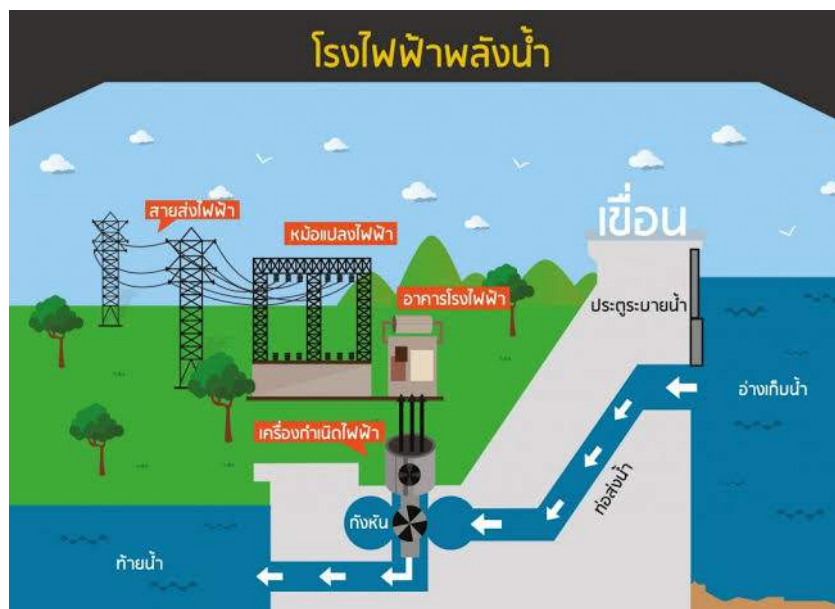 โรงไฟฟ้าพลังน้ำ
สายส่งไฟฟ้า
หม้อแปลงไฟฟ้า
เขื่อน
อาคารโรงไฟฟ้า
ประตูระบายน้ำ
อ่างเก็บน้ำ
เครื่องกำเนิดไฟฟ้า
ท่อส่งน้ำ
กังหัน
ท้ายน้ำ